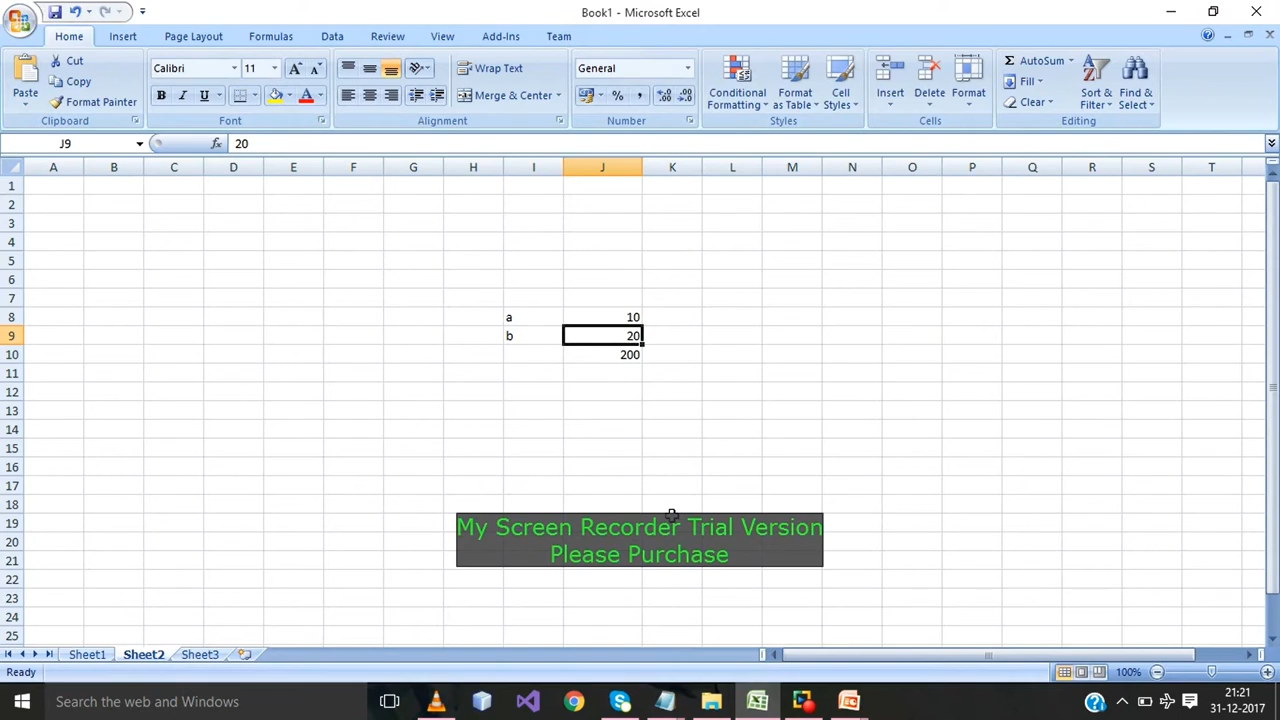 Book1 - Microsoft Excel
Home Insert Page Layout Formulas Data Review View Add-Ins Team
Paste Cut Copy Format Painter
Calibri 11
B I U
Wrap Text
Merge & Center
General
% ,
Conditional Formatting
Format as Table
Cell Styles
Insert Delete Format
Σ AutoSum
Fill
Clear
Sort & Filter
Find & Select
Clipboard Font Alignment Number Styles Cells Editing
J9 fx 20
A B C D E F G H I J K L M N O P Q R S T
1
2
3
4
5
6
7
8 a 10
9 b 20
10 200
11
12
13
14
15
16
17
18
19
20
21
22
23
24
25
My Screen Recorder Trial Version
Please Purchase
Sheet1 Sheet2 Sheet3
Ready 100%
Search the web and Windows
21:21
31-12-2017